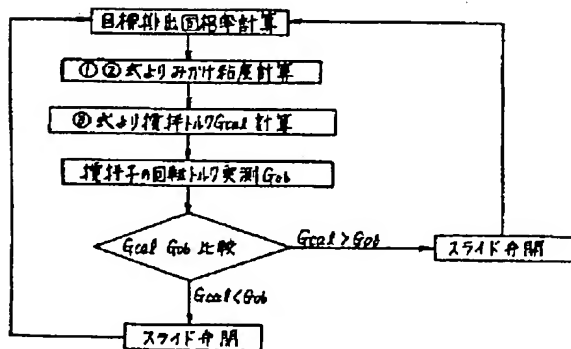 目標排出固相率計算
①②式よりみかけ粘度計算
③式より攪拌トルクGcal計算
攪拌子の回転トルク実測Gob
Gcal Gob 比較
Gcal>Gob
スライド弁開
Gcal<Gob
スライド弁開